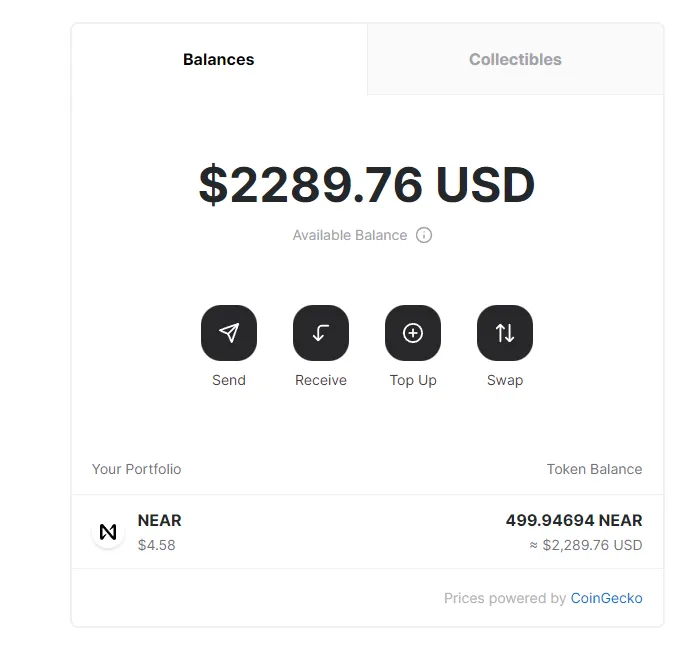 Balances Collectibles
$2289.76 USD
Available Balance
Send Receive Top Up Swap
Your Portfolio Token Balance
NEAR 499.94694 NEAR
$4.58 ≈ $2,289.76 USD
Prices powered by CoinGecko